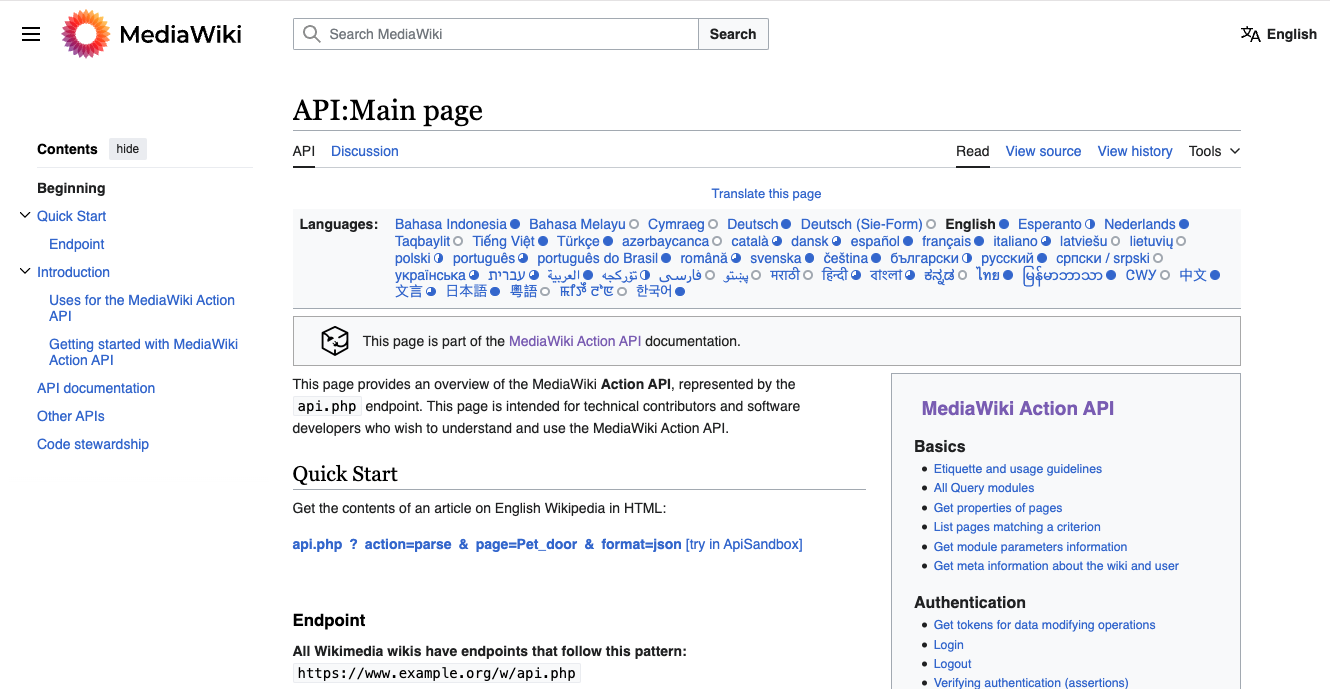 MediaWiki
Search MediaWiki
Search
English
API:Main page
Contents hide
Beginning
Quick Start
Endpoint
Introduction
Uses for the MediaWiki Action
API
Getting started with MediaWiki
Action API
API documentation
Other APIs
Code stewardship
API Discussion
Read View source View history Tools
Translate this page
Languages: Bahasa Indonesia Bahasa Melayu Cymraeg Deutsch Deutsch (Sie-Form) English Esperanto Nederlands
Taqbaylit Tiếng Việt Türkçe azərbaycanca català dansk español français italiano latviešu lietuvių
polski português português do Brasil română svenska čeština български русский српски / srpski
українська עברית العربية تۆرکجه فارسی پښتو मराठी हिन्दी বাংলা ಕನ್ನಡ ไทย မြန်မာဘာသာ ᏣᎳᎩ 中文
文言 日本語 粵語 ꯃꯤꯇꯩ ꯂꯣꯟ 한국어
This page is part of the MediaWiki Action API documentation.
This page provides an overview of the MediaWiki Action API, represented by the
api.php endpoint. This page is intended for technical contributors and software
developers who wish to understand and use the MediaWiki Action API.
Quick Start
Get the contents of an article on English Wikipedia in HTML:
api.php ? action=parse & page=Pet_door & format=json [try in ApiSandbox]
Endpoint
All Wikimedia wikis have endpoints that follow this pattern:
https://www.example.org/w/api.php
MediaWiki Action API
Basics
Etiquette and usage guidelines
All Query modules
Get properties of pages
List pages matching a criterion
Get module parameters information
Get meta information about the wiki and user
Authentication
Get tokens for data modifying operations
Login
Logout
Verifying authentication (assertions)